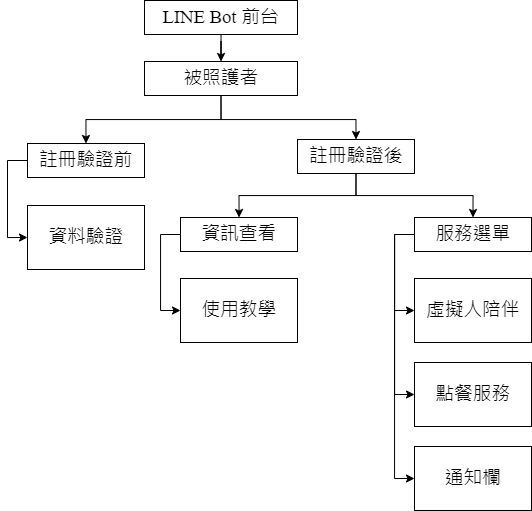 LINE Bot 前台
被照護者
註冊驗證前
註冊驗證後
資料驗證
資訊查看
服務選單
使用教學
虛擬人陪伴
點餐服務
通知欄